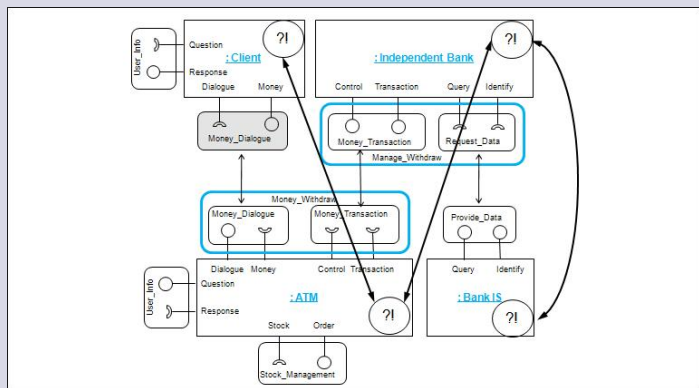 User_Info
Question
Response
: Client
?!
Dialogue Money
Money_Dialogue
: Independent Bank
?!
Control Transaction Query Identify
Money_Transaction
Request_Data
Manage_Withdraw
Money_Withdraw
Money_Dialogue
Money_Transaction
Provide_Data
Dialogue Money Control Transaction
Query Identify
User_Info
Question
Response
: ATM
?!
: Bank IS
?!
Stock Order
Stock_Management